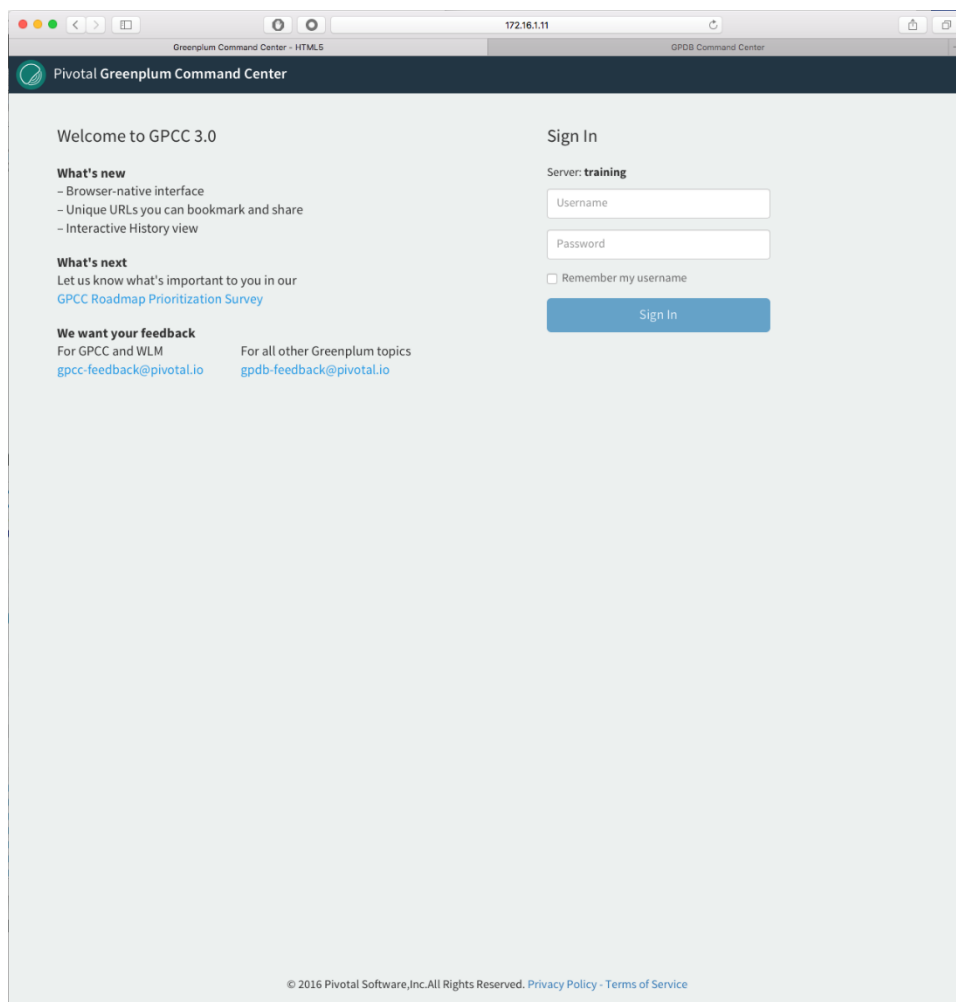 172.16.1.11
Greenplum Command Center - HTML5
GPDB Command Center
Pivotal Greenplum Command Center
Welcome to GPCC 3.0
What's new
– Browser-native interface
– Unique URLs you can bookmark and share
– Interactive History view
What's next
Let us know what's important to you in our
GPCC Roadmap Prioritization Survey
We want your feedback
For GPCC and WLM
gpcc-feedback@pivotal.io
For all other Greenplum topics
gpdb-feedback@pivotal.io
Sign In
Server: training
Username
Password
Remember my username
Sign In
© 2016 Pivotal Software,Inc.All Rights Reserved. Privacy Policy - Terms of Service